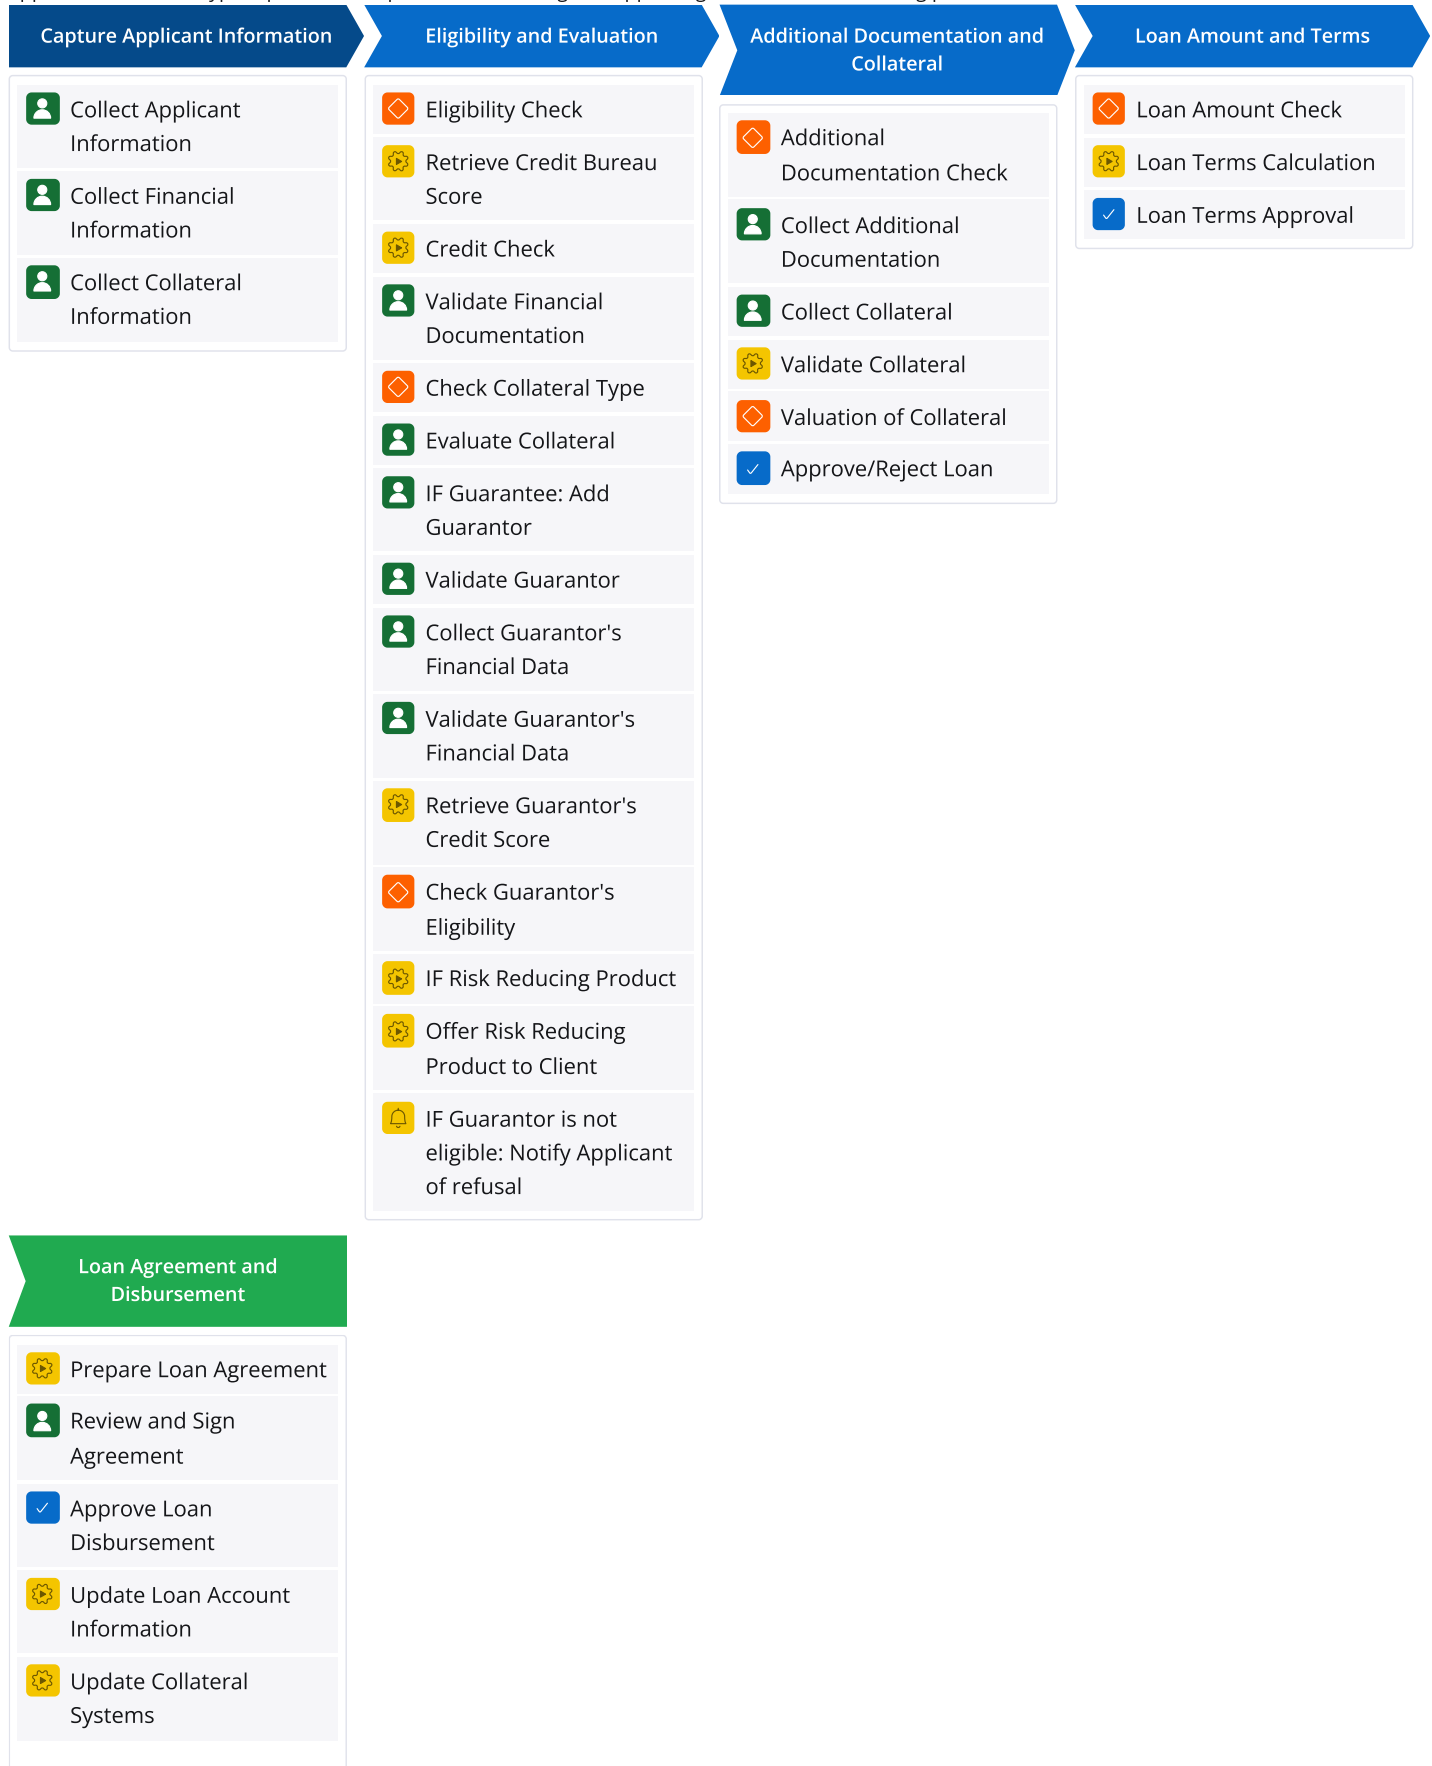 Capture Applicant Information
Collect Applicant
Information
Collect Financial
Information
Collect Collateral
Information
Eligibility and Evaluation
Eligibility Check
Retrieve Credit Bureau
Score
Credit Check
Validate Financial
Documentation
Check Collateral Type
Evaluate Collateral
IF Guarantee: Add
Guarantor
Validate Guarantor
Collect Guarantor's
Financial Data
Validate Guarantor's
Financial Data
Retrieve Guarantor's
Credit Score
Check Guarantor's
Eligibility
IF Risk Reducing Product
Offer Risk Reducing
Product to Client
IF Guarantor is not
eligible: Notify Applicant
of refusal
Additional Documentation and
Collateral
Additional
Documentation Check
Collect Additional
Documentation
Collect Collateral
Validate Collateral
Valuation of Collateral
Approve/Reject Loan
Loan Amount and Terms
Loan Amount Check
Loan Terms Calculation
Loan Terms Approval
Loan Agreement and
Disbursement
Prepare Loan Agreement
Review and Sign
Agreement
Approve Loan
Disbursement
Update Loan Account
Information
Update Collateral
Systems